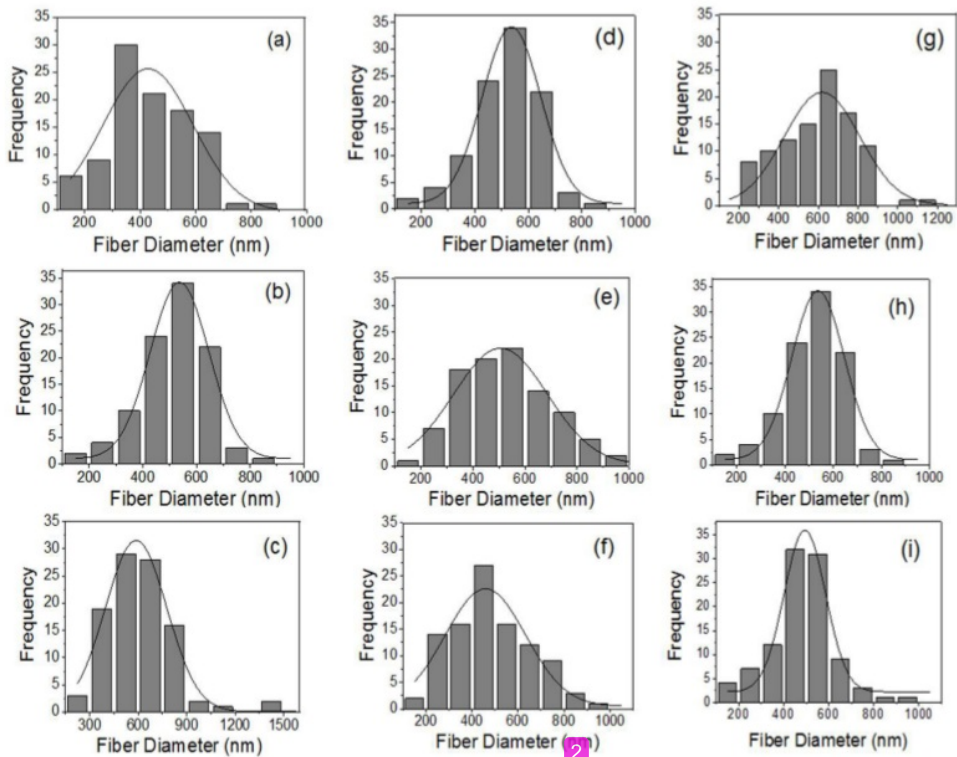 (a)
Frequency
35
30
25
20
15
10
5
0
200 400 600 800 1000
Fiber Diameter (nm)
(d)
Frequency
35
30
25
20
15
10
5
0
200 400 600 800 1000
Fiber Diameter (nm)
(g)
Frequency
35
30
25
20
15
10
5
0
200 400 600 800 1000 1200
Fiber Diameter (nm)
(b)
Frequency
35
30
25
20
15
10
5
0
200 400 600 800 1000
Fiber Diameter (nm)
(e)
Frequency
35
30
25
20
15
10
5
0
200 400 600 800 1000
Fiber Diameter (nm)
(h)
Frequency
35
30
25
20
15
10
5
0
200 400 600 800 1000
Fiber Diameter (nm)
(c)
Frequency
35
30
25
20
15
10
5
0
300 600 900 1200 1500
Fiber Diameter (nm)
(f)
Frequency
35
30
25
20
15
10
5
0
200 400 600 800 1000
Fiber Diameter (nm)
2
(i)
Frequency
35
30
25
20
15
10
5
0
200 400 600 800 1000
Fiber Diameter (nm)